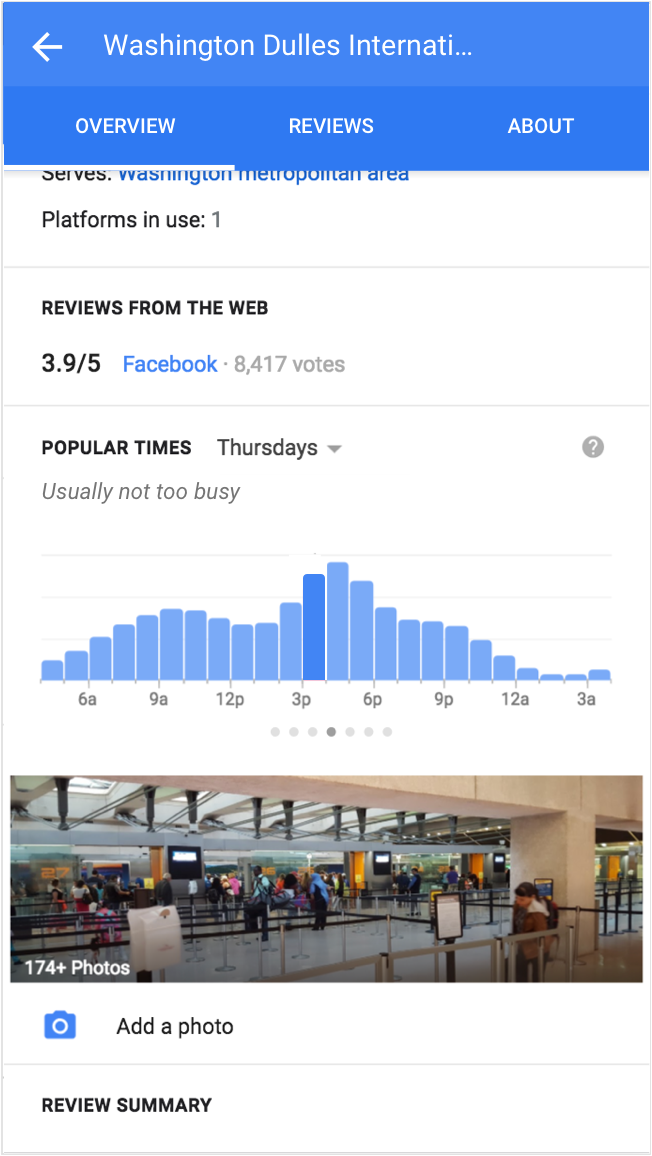 Washington Dulles Internati...
OVERVIEW REVIEWS ABOUT
Serves: Washington metropolitan area
Platforms in use: 1
REVIEWS FROM THE WEB
3.9/5 Facebook · 8,417 votes
POPULAR TIMES Thursdays
?
Usually not too busy
6a 9a 12p 3p 6p 9p 12a 3a
27
174+ Photos
Add a photo
REVIEW SUMMARY